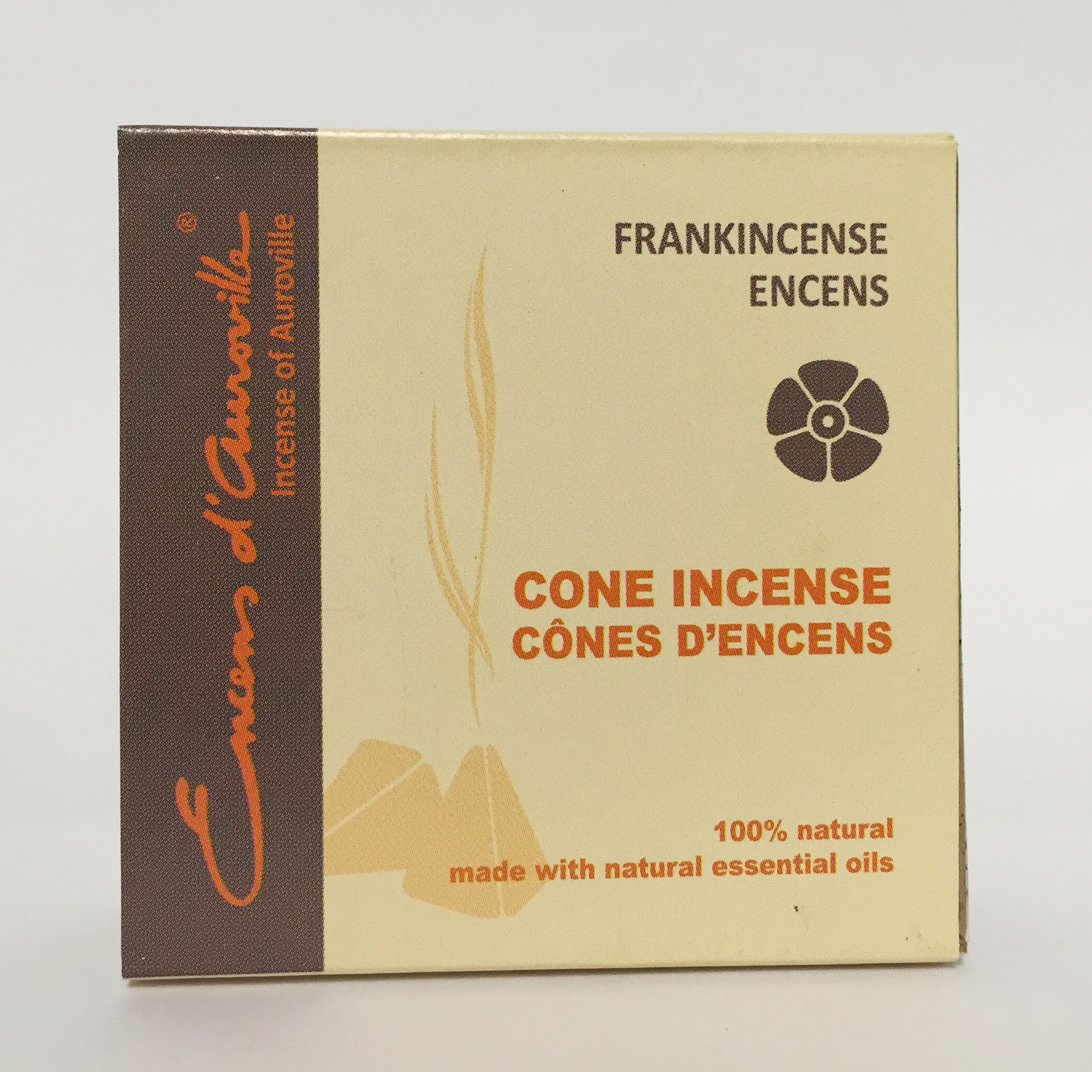 Encens d'Auroville®
Incense of Auroville
FRANKINCENSE
ENCENS
CONE INCENSE
CÔNES D’ENCENS
100% natural
made with natural essential oils